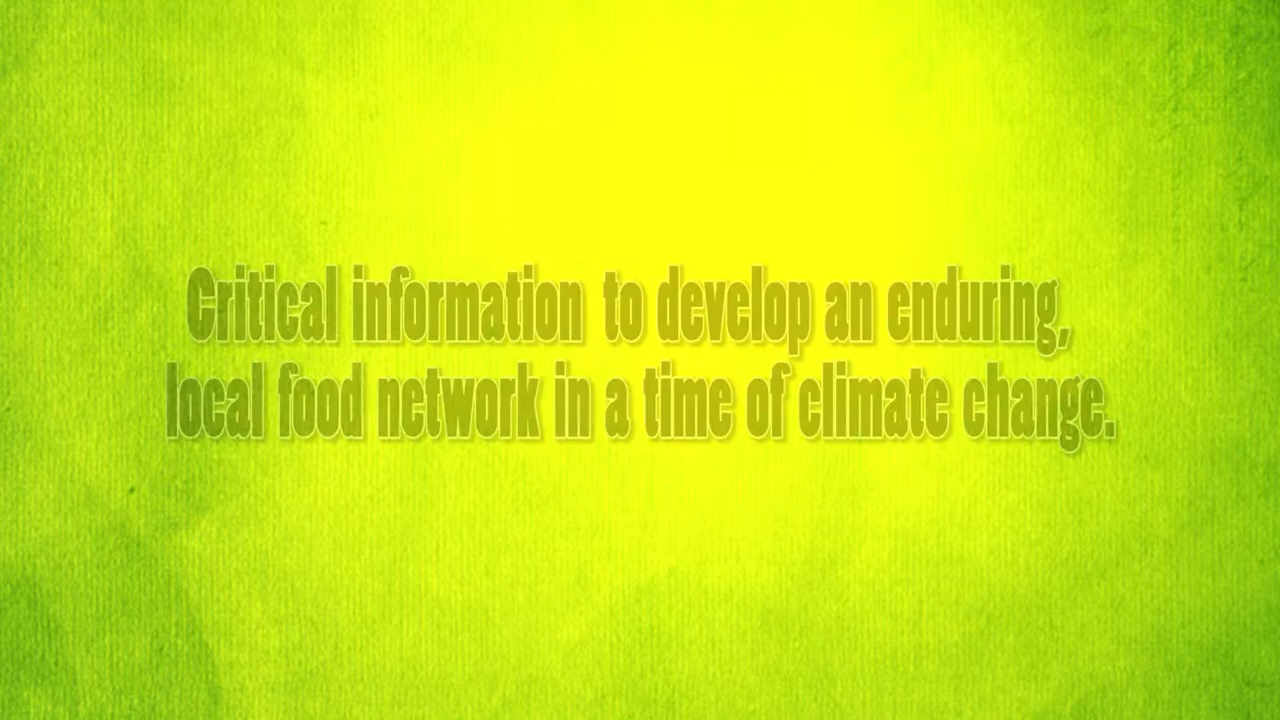 Critical information to develop an enduring,
local food network in a time of climate change.